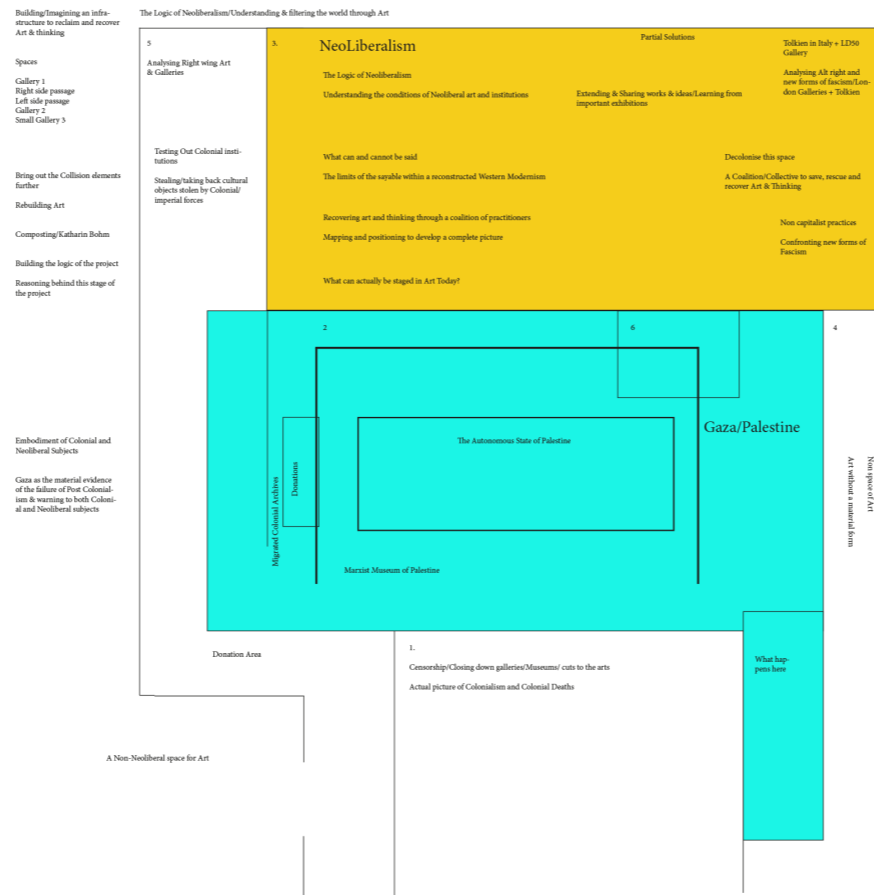 Building/Imagining an infra-
structure to reclaim and recover
Art & thinking
Spaces
Gallery 1
Right side passage
Left side passage
Gallery 2
Small Gallery 3
Bring out the Collision elements
further
Rebuilding Art
Composting/Katharin Bohm
Building the logic of the project
Reasoning behind this stage of
the project
Embodiment of Colonial and
Neoliberal Subjects
Gaza as the material evidence
of the failure of Post Colonial-
ism & warning to both Coloni-
al and Neoliberal subjects
The Logic of Neoliberalism/Understanding & filtering the world through Art
5
Analysing Right wing Art
& Galleries
Testing Out Colonial insti-
tutions
Stealing/taking back cultural
objects stolen by Colonial/
imperial forces
3.
NeoLiberalism
The Logic of Neoliberalism
Understanding the conditions of Neoliberal art and institutions
What can and cannot be said
The limits of the sayable within a reconstructed Western Modernism
Recovering art and thinking through a coalition of practitioners
Mapping and positioning to develop a complete picture
What can actually be staged in Art Today?
Partial Solutions
Extending & Sharing works & ideas/Learning from
important exhibitions
Tolkien in Italy + LD50
Gallery
Analysing Alt right and
new forms of fascism/Lon-
don Galleries + Tolkien
Decolonise this space
A Coalition/Collective to save, rescue and
recover Art & Thinking
Non capitalist practices
Confronting new forms of
Fascism
2
6
4
Gaza/Palestine
The Autonomous State of Palestine
Donations
Migrated Colonial Archives
Marxist Museum of Palestine
Non space of Art
Art without a material form
Donation Area
1.
Censorship/Closing down galleries/Museums/ cuts to the arts
Actual picture of Colonialism and Colonial Deaths
What hap-
pens here
A Non-Neoliberal space for Art